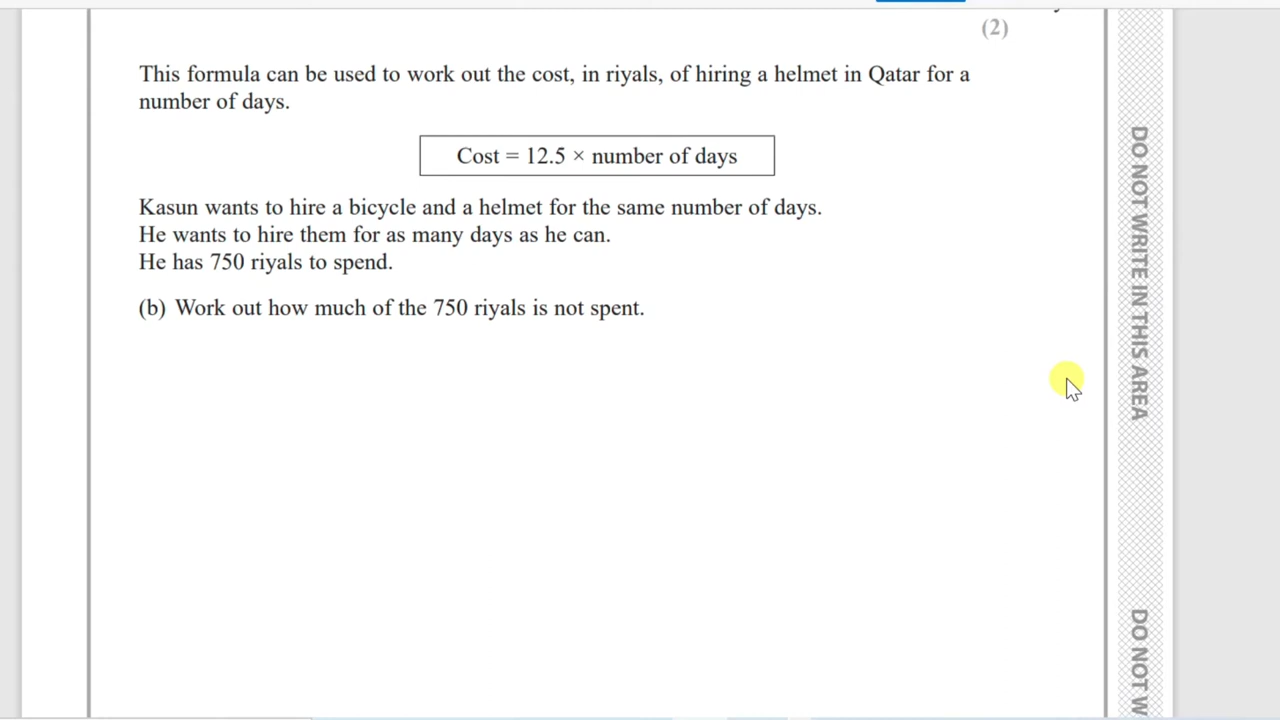 (2)
This formula can be used to work out the cost, in riyals, of hiring a helmet in Qatar for a
number of days.
Cost = 12.5 × number of days
Kasun wants to hire a bicycle and a helmet for the same number of days.
He wants to hire them for as many days as he can.
He has 750 riyals to spend.
(b) Work out how much of the 750 riyals is not spent.
DO NOT WRITE IN THIS AREA
DO NOT W